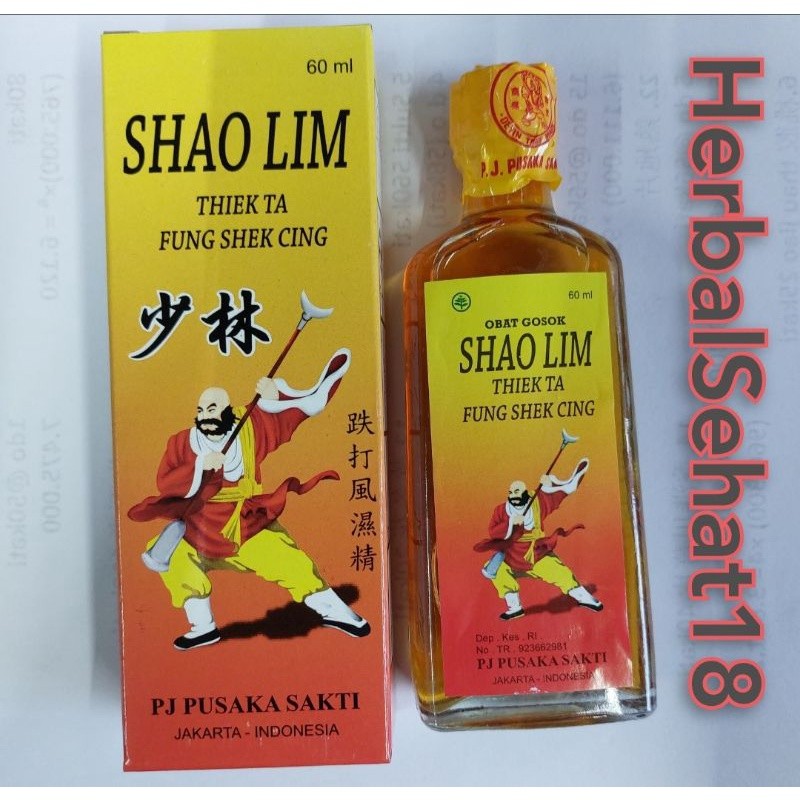 60 ml
SHAO LIM
THIEK TA
FUNG SHEK CING
少林
跌打風濕精
PJ PUSAKA SAKTI
JAKARTA - INDONESIA
P.J. PUSAKA SAK
60 ml
OBAT GOSOK
SHAO LIM
THIEK TA
FUNG SHEK CING
Dep . Kes . RI .
No . TR . 923662981
PJ PUSAKA SAKTI
JAKARTA - INDONESIA
HerbalSehat18